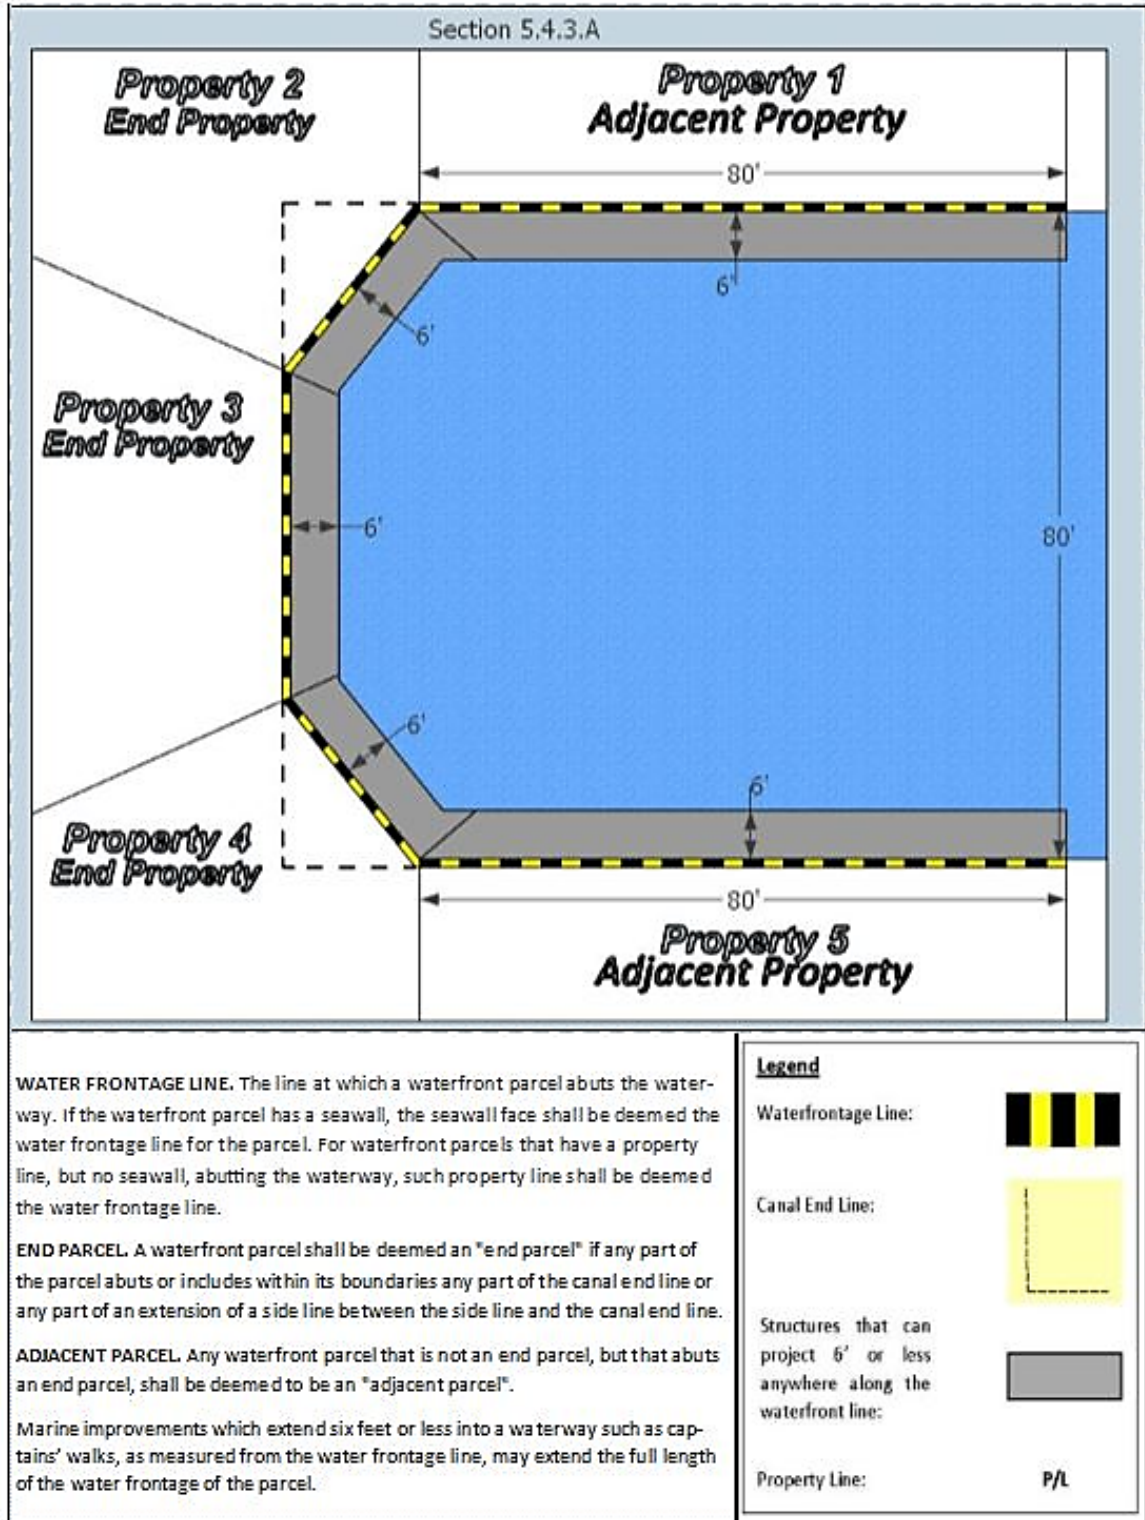 Section 5.4.3.A
Property 2
End Property
Property 1
Adjacent Property
80'
6'
6'
Property 3
End Property
6'
80'
6'
6'
Property 4
End Property
80'
Property 5
Adjacent Property
WATER FRONTAGE LINE. The line at which a waterfront parcel abuts the water-
way. If the waterfront parcel has a seawall, the seawall face shall be deemed the
water frontage line for the parcel. For waterfront parcels that have a property
line, but no seawall, abutting the waterway, such property line shall be deemed
the water frontage line.
END PARCEL. A waterfront parcel shall be deemed an "end parcel" if any part of
the parcel abuts or includes within its boundaries any part of the canal end line or
any part of an extension of a side line between the side line and the canal end line.
ADJACENT PARCEL. Any waterfront parcel that is not an end parcel, but that abuts
an end parcel, shall be deemed to be an "adjacent parcel".
Marine improvements which extend six feet or less into a waterway such as cap-
tains' walks, as measured from the water frontage line, may extend the full length
of the water frontage of the parcel.
Legend
Waterfrontage Line:
Canal End Line:
Structures that can
project 6' or less
anywhere along the
waterfront line:
Property Line:
P/L